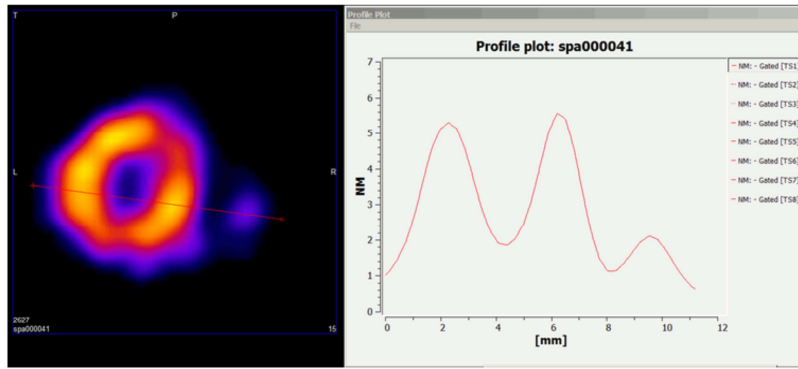 T
P
L
R
2627
spa000041
15
Profile Plot
File
Profile plot: spa000041
7
6
5
4
3
2
1
0
NM
0 2 4 6 8 10 12
[mm]
NM: - Gated [TS1]
NM: - Gated [TS2]
NM: - Gated [TS3]
NM: - Gated [TS4]
NM: - Gated [TS5]
NM: - Gated [TS6]
NM: - Gated [TS7]
NM: - Gated [TS8]